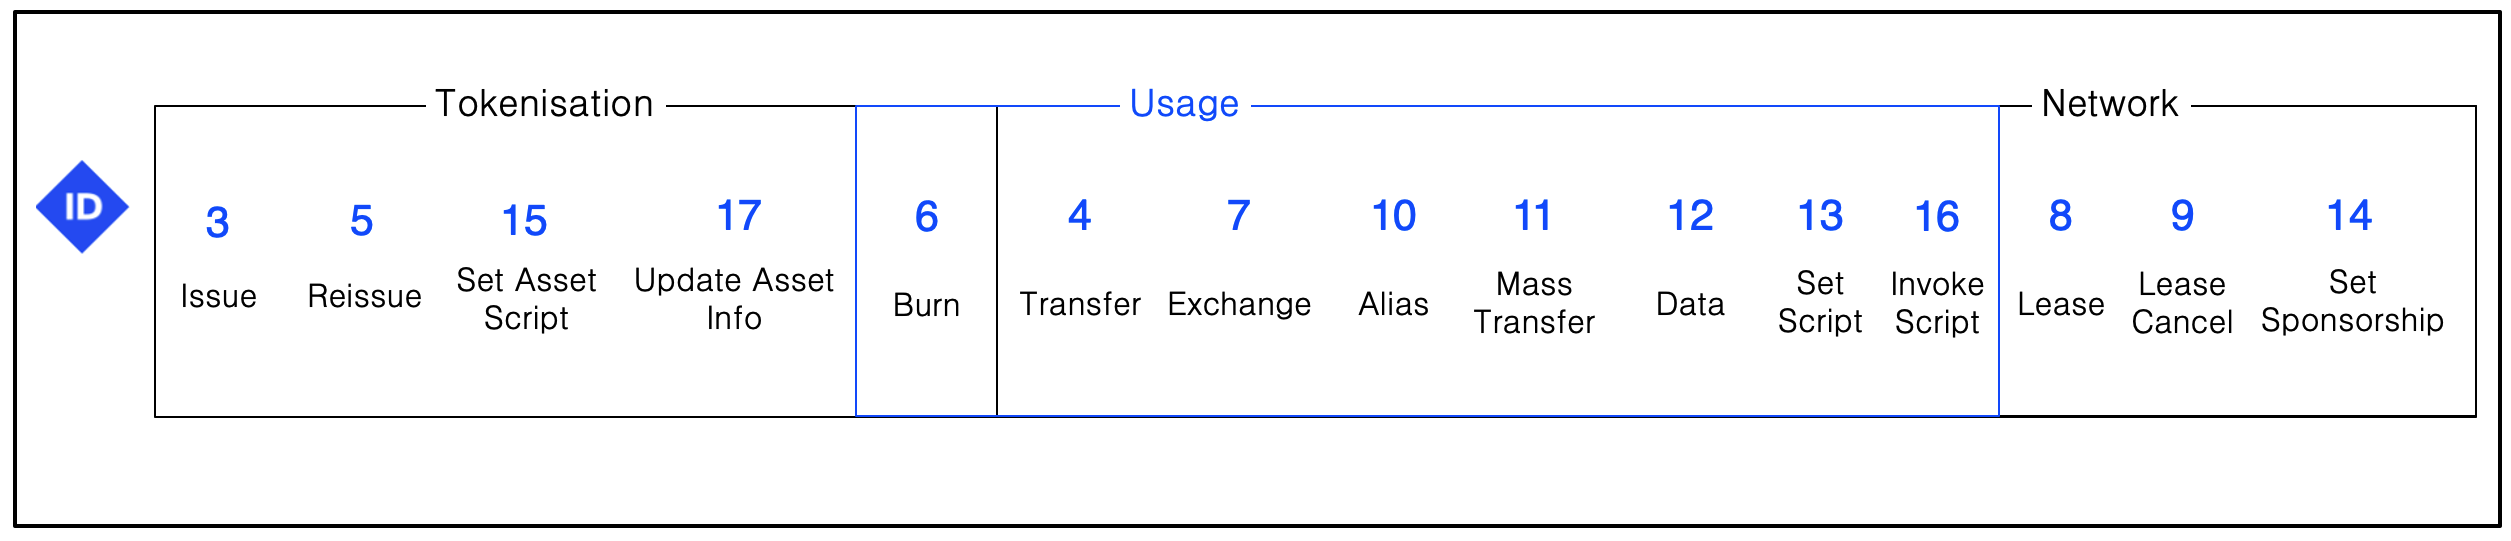 Tokenisation
Usage
Network
ID
3
5
15
17
6
4
7
10
11
12
13
16
8
9
14
Issue
Reissue
Set Asset
Script
Update Asset
Info
Burn
Transfer
Exchange
Alias
Mass
Transfer
Data
Set
Script
Invoke
Script
Lease
Lease
Cancel
Set
Sponsorship